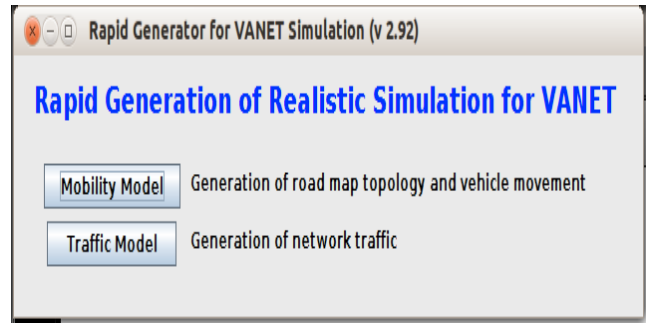 Rapid Generator for VANET Simulation (v 2.92)
Rapid Generation of Realistic Simulation for VANET
Mobility Model Generation of road map topology and vehicle movement
Traffic Model Generation of network traffic